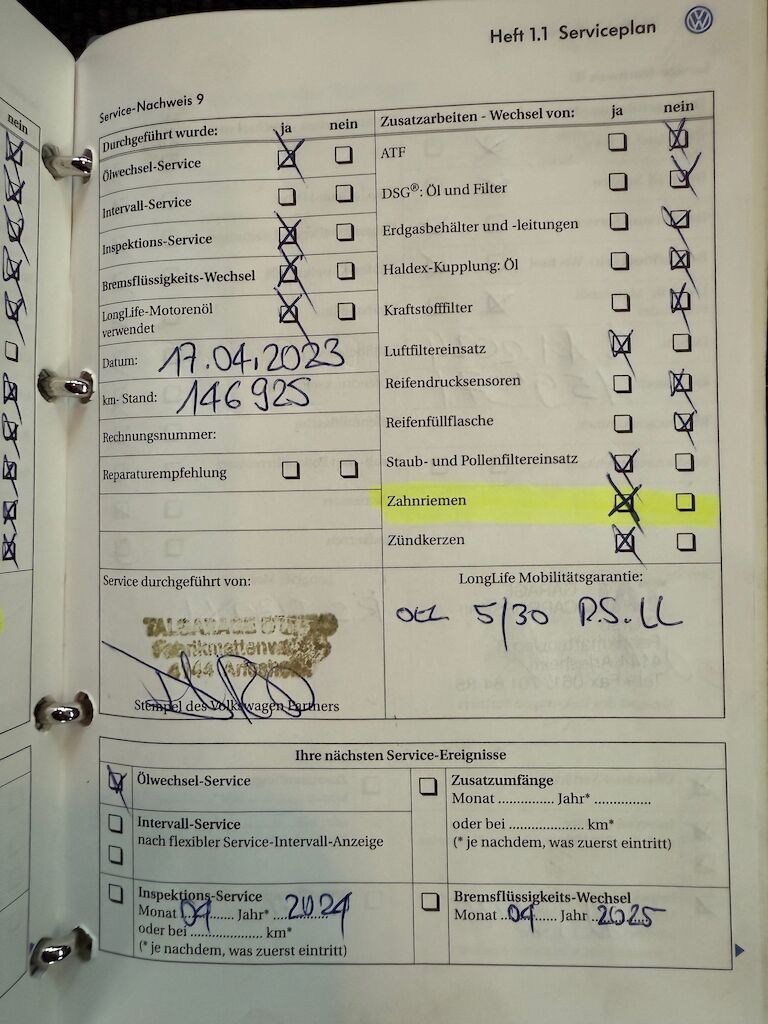 Heft 1.1 Serviceplan
nein
Service-Nachweis 9
Durchgeführt wurde: ja nein
Ölwechsel-Service
Intervall-Service
Inspektions-Service
Bremsflüssigkeits-Wechsel
LongLife-Motorenöl
verwendet
Datum: 17.04.2023
km- Stand: 146925
Rechnungsnummer:
Reparaturempfehlung
Zusatzarbeiten - Wechsel von: ja nein
ATF
DSG®: Öl und Filter
Erdgasbehälter und -leitungen
Haldex-Kupplung: Öl
Kraftstofffilter
Luftfiltereinsatz
Reifendrucksensoren
Reifenfüllflasche
Staub- und Pollenfiltereinsatz
Zahnriemen
Zündkerzen
Service durchgeführt von:
TALGARAGE
Fabrikmattenweg
4144 Arlesheim
Stempel des Volkswagen Partners
LongLife Mobilitätsgarantie:
5/30
Ihre nächsten Service-Ereignisse
Ölwechsel-Service
Intervall-Service
nach flexibler Service-Intervall-Anzeige
Inspektions-Service
Monat 04 Jahr* 2024
oder bei ..................... km*
(* je nachdem, was zuerst eintritt)
Zusatzumfänge
Monat ............... Jahr* ...............
oder bei .................... km*
(* je nachdem, was zuerst eintritt)
Bremsflüssigkeits-Wechsel
Monat 04 Jahr 2025